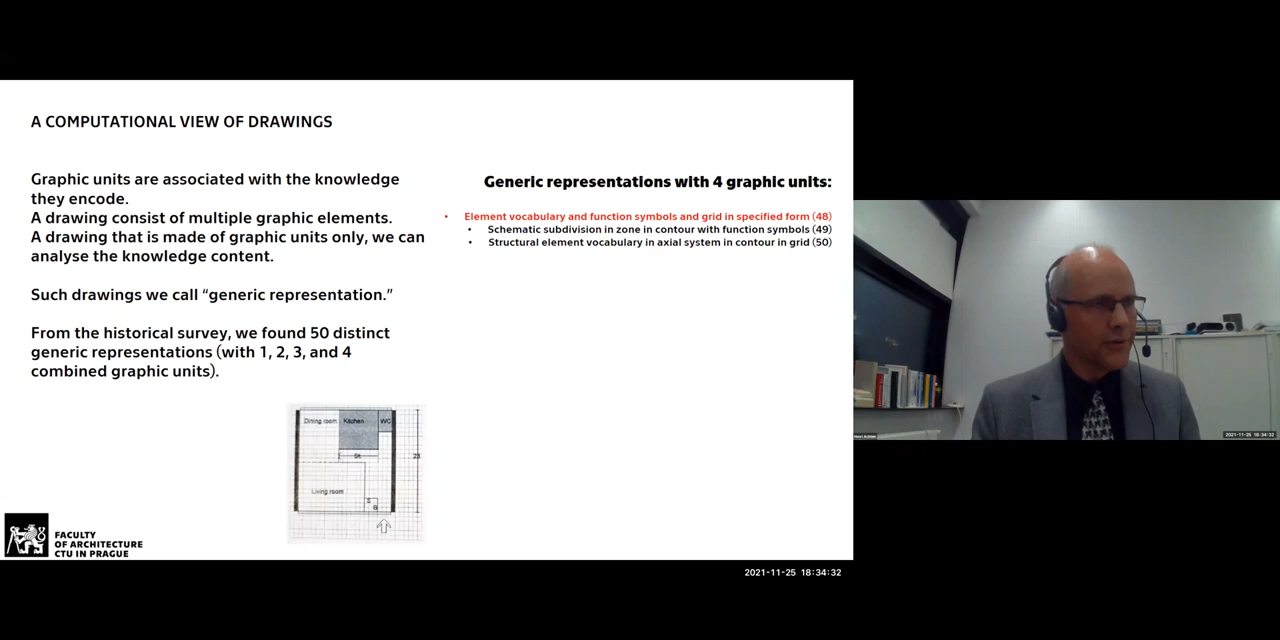 A COMPUTATIONAL VIEW OF DRAWINGS
Graphic units are associated with the knowledge
they encode.
A drawing consist of multiple graphic elements.
A drawing that is made of graphic units only, we can
analyse the knowledge content.
Such drawings we call “generic representation.”
From the historical survey, we found 50 distinct
generic representations (with 1, 2, 3, and 4
combined graphic units).
Generic representations with 4 graphic units:
• Element vocabulary and function symbols and grid in specified form (48)
• Schematic subdivision in zone in contour with function symbols (49)
• Structural element vocabulary in axial system in contour in grid (50)
Dining room Kitchen WC
Living room
FACULTY
OF ARCHITECTURE
CTU IN PRAGUE
2021-11-25 18:34:32
2021-11-25 18:34:32